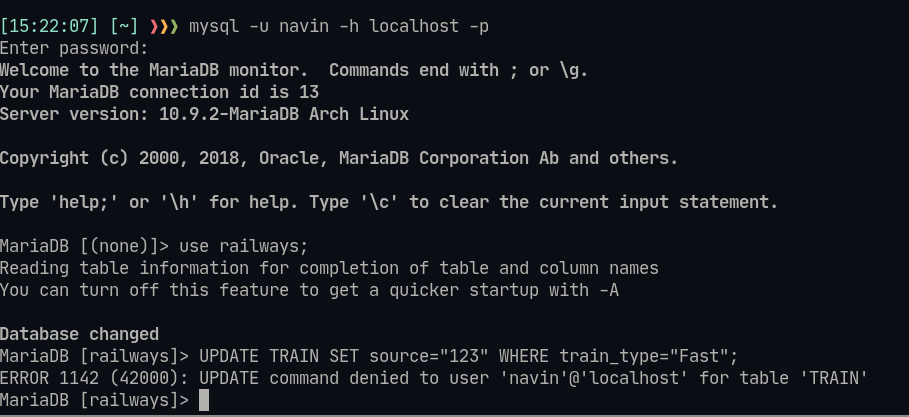 [15:22:07] [~] ❯❯❯ mysql -u navin -h localhost -p
Enter password:
Welcome to the MariaDB monitor.  Commands end with ; or \g.
Your MariaDB connection id is 13
Server version: 10.9.2-MariaDB Arch Linux

Copyright (c) 2000, 2018, Oracle, MariaDB Corporation Ab and others.

Type 'help;' or '\h' for help. Type '\c' to clear the current input statement.

MariaDB [(none)]> use railways;
Reading table information for completion of table and column names
You can turn off this feature to get a quicker startup with -A

Database changed
MariaDB [railways]> UPDATE TRAIN SET source="123" WHERE train_type="Fast";
ERROR 1142 (42000): UPDATE command denied to user 'navin'@'localhost' for table 'TRAIN'
MariaDB [railways]>